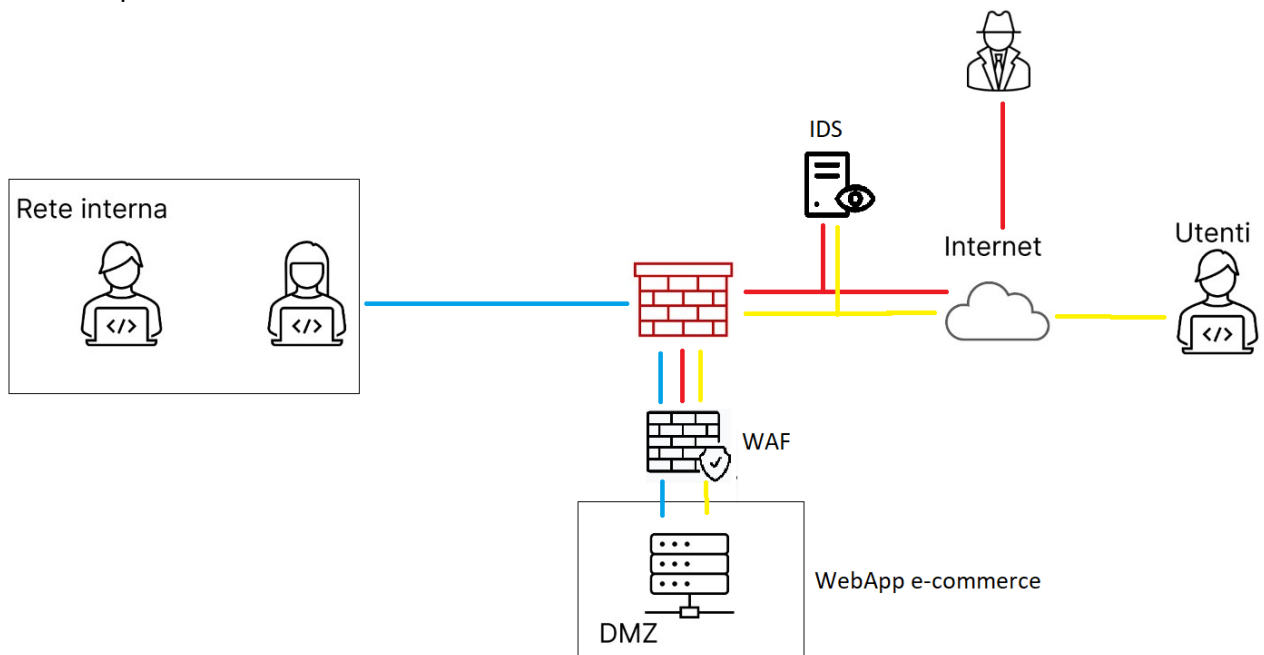 IDS
Rete interna
Internet
Utenti
</>
</>
</>
WAF
WebApp e-commerce
DMZ